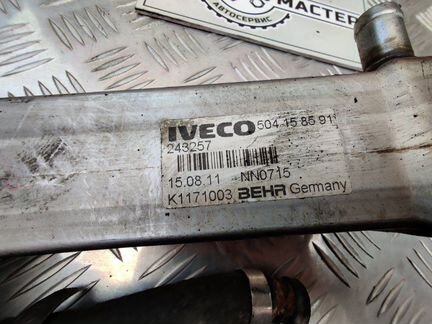 МАСТЕР
АВТОСЕРВИС
IVECO 504 15 85 91
243257
15.08.11 NN0715
K1171003 BEHR Germany